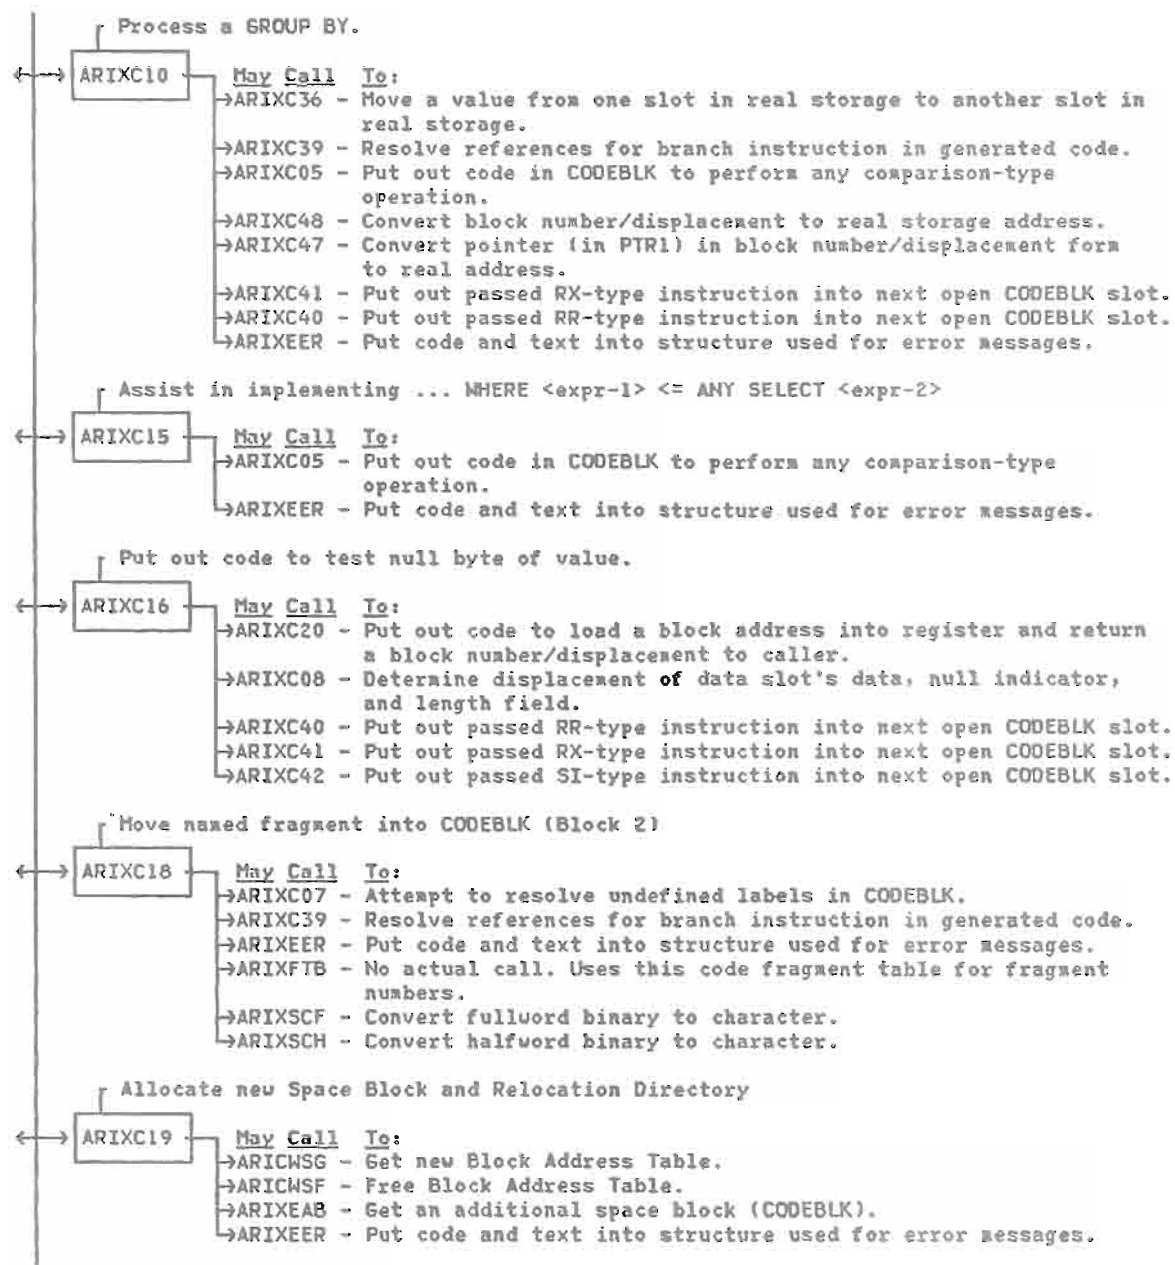 Process a GROUP BY.
ARIXC10 May Call To:
ARIXC36 - Move a value from one slot in real storage to another slot in
real storage.
ARIXC39 - Resolve references for branch instruction in generated code.
ARIXC05 - Put out code in CODEBLK to perform any comparison-type
operation.
ARIXC48 - Convert block number/displacement to real storage address.
ARIXC47 - Convert pointer (in PTR1) in block number/displacement form
to real address.
ARIXC41 - Put out passed RX-type instruction into next open CODEBLK slot.
ARIXC40 - Put out passed RR-type instruction into next open CODEBLK slot.
ARIXEER - Put code and text into structure used for error messages.
Assist in implementing ... WHERE <expr-1> <= ANY SELECT <expr-2>
ARIXC15 May Call To:
ARIXC05 - Put out code in CODEBLK to perform any comparison-type
operation.
ARIXEER - Put code and text into structure used for error messages.
Put out code to test null byte of value.
ARIXC16 May Call To:
ARIXC20 - Put out code to load a block address into register and return
a block number/displacement to caller.
ARIXC08 - Determine displacement of data slot's data, null indicator,
and length field.
ARIXC40 - Put out passed RR-type instruction into next open CODEBLK slot.
ARIXC41 - Put out passed RX-type instruction into next open CODEBLK slot.
ARIXC42 - Put out passed SI-type instruction into next open CODEBLK slot.
Move named fragment into CODEBLK (Block 2)
ARIXC18 May Call To:
ARIXC07 - Attempt to resolve undefined labels in CODEBLK.
ARIXC39 - Resolve references for branch instruction in generated code.
ARIXEER - Put code and text into structure used for error messages.
ARIXFTB - No actual call. Uses this code fragment table for fragment
numbers.
ARIXSCF - Convert fullword binary to character.
ARIXSCH - Convert halfword binary to character.
Allocate new Space Block and Relocation Directory
ARIXC19 May Call To:
ARICWSG - Get new Block Address Table.
ARICWSF - Free Block Address Table.
ARIXEAB - Get an additional space block (CODEBLK).
ARIXEER - Put code and text into structure used for error messages.